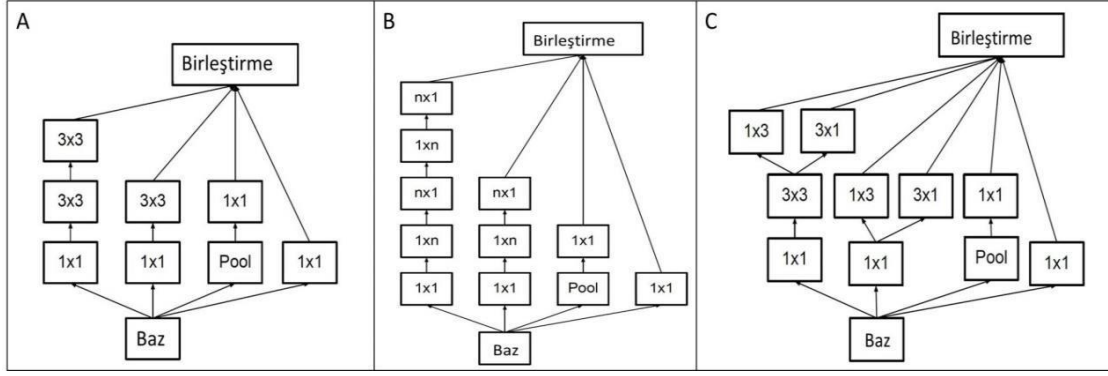 A
Birleştirme
3x3
3x3
3x3
1x1
1x1
1x1
Pool
1x1
Baz
B
Birleştirme
nx1
1xn
nx1
nx1
1xn
1xn
1x1
1x1
1x1
Pool
1x1
Baz
C
Birleştirme
1x3
3x1
3x3
1x3
3x1
1x1
1x1
1x1
Pool
1x1
Baz